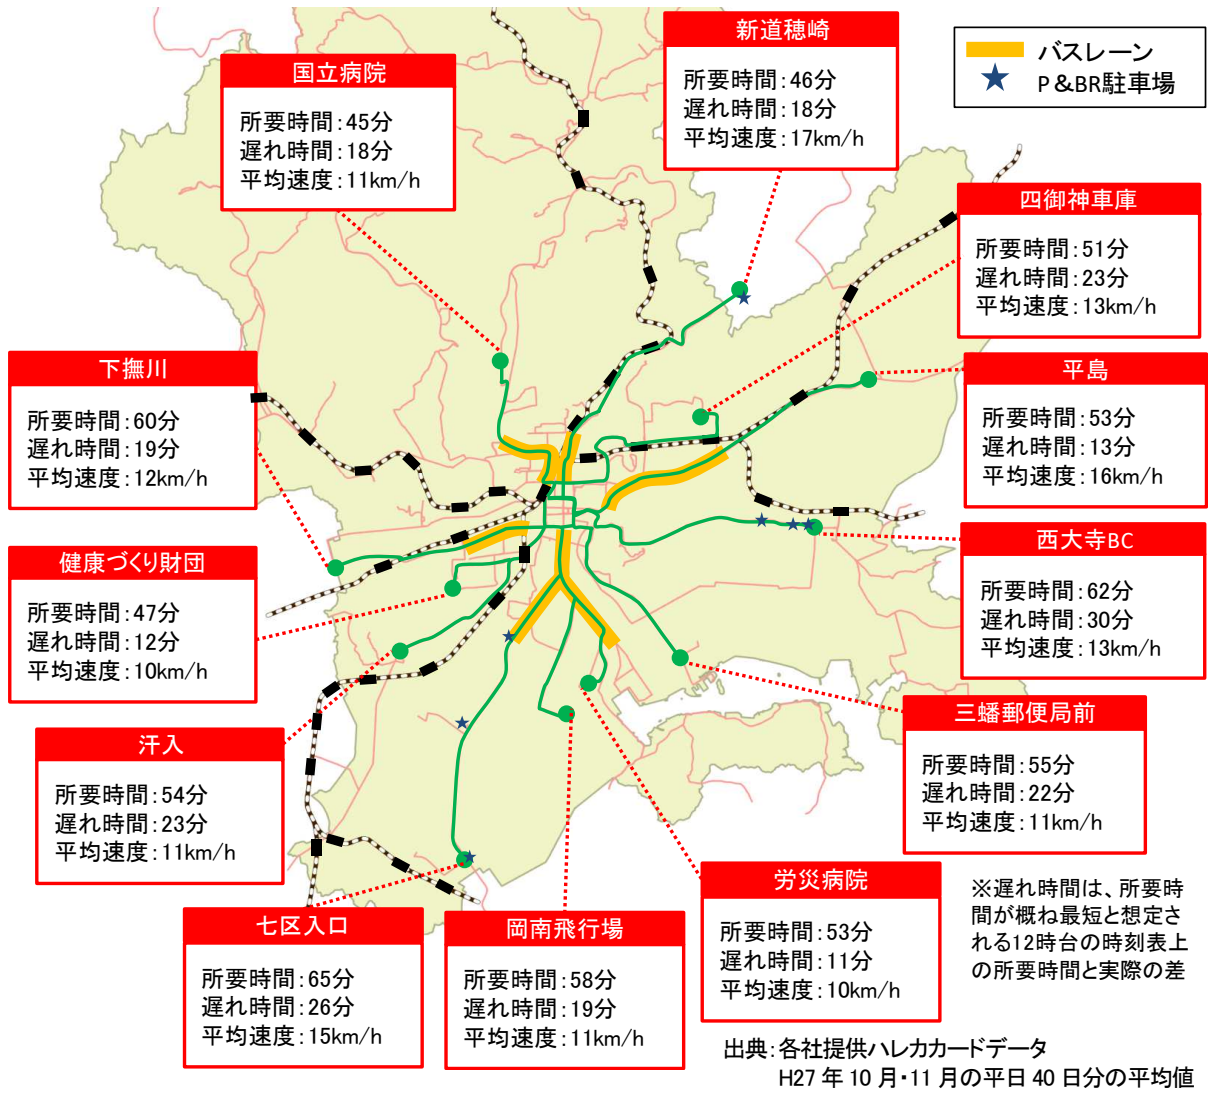 新道穂崎
所要時間:46分
遅れ時間:18分
平均速度:17km/h
バスレーン
P&BR駐車場
国立病院
所要時間:45分
遅れ時間:18分
平均速度:11km/h
四御神車庫
所要時間:51分
遅れ時間:23分
平均速度:13km/h
下撫川
所要時間:60分
遅れ時間:19分
平均速度:12km/h
平島
所要時間:53分
遅れ時間:13分
平均速度:16km/h
健康づくり財団
所要時間:47分
遅れ時間:12分
平均速度:10km/h
西大寺BC
所要時間:62分
遅れ時間:30分
平均速度:13km/h
汗入
所要時間:54分
遅れ時間:23分
平均速度:11km/h
三蟠郵便局前
所要時間:55分
遅れ時間:22分
平均速度:11km/h
七区入口
所要時間:65分
遅れ時間:26分
平均速度:15km/h
岡南飛行場
所要時間:58分
遅れ時間:19分
平均速度:11km/h
労災病院
所要時間:53分
遅れ時間:11分
平均速度:10km/h
※遅れ時間は、所要時
間が概ね最短と想定さ
れる12時台の時刻表上
の所要時間と実際の差
出典:各社提供ハレカカードデータ
H27 年 10 月・11 月の平日 40 日分の平均値